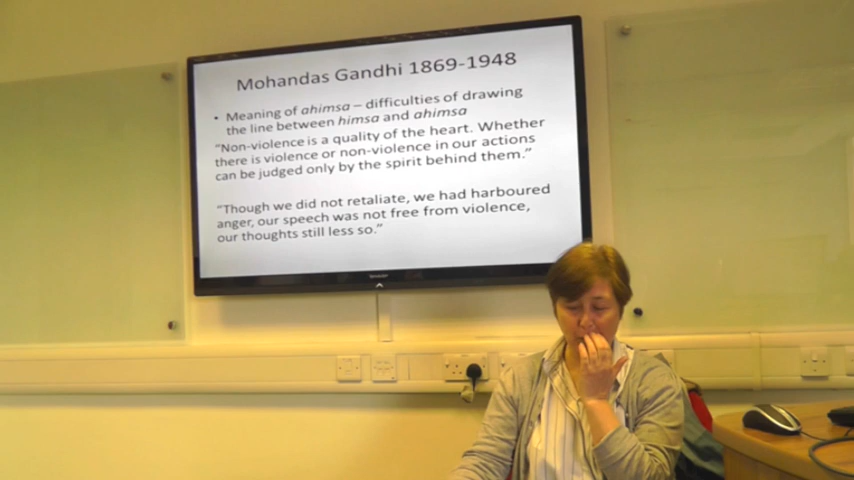 Mohandas Gandhi 1869-1948
• Meaning of ahimsa – difficulties of drawing
the line between himsa and ahimsa
“Non-violence is a quality of the heart. Whether
there is violence or non-violence in our actions
can be judged only by the spirit behind them.”
“Though we did not retaliate, we had harboured
anger, our speech was not free from violence,
our thoughts still less so.”
SHARP